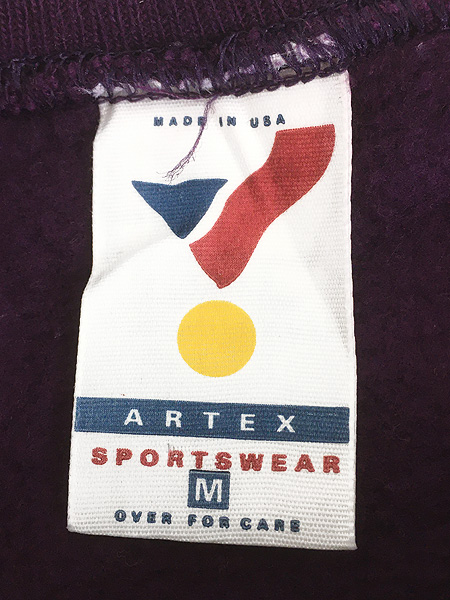 MADE IN USA
ARTEX
SPORTSWEAR
M
OVER FOR CARE